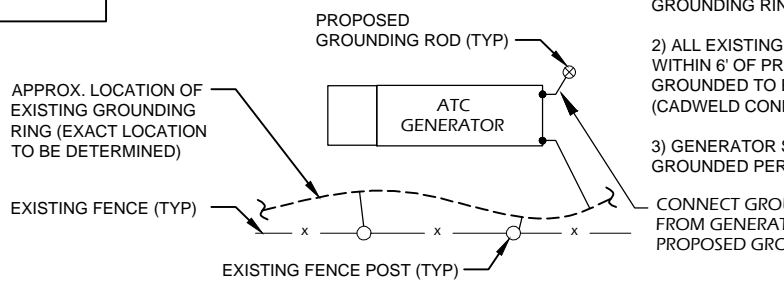 PROPOSED
GROUNDING ROD (TYP)
APPROX. LOCATION OF
EXISTING GROUNDING
RING (EXACT LOCATION
TO BE DETERMINED)
ATC
GENERATOR
EXISTING FENCE (TYP)
x x x
EXISTING FENCE POST (TYP)
GROUNDING RIN
2) ALL EXISTING
WITHIN 6' OF PR
GROUNDED TO
(CADWELD CON
3) GENERATOR S
GROUNDED PER
CONNECT GRO
FROM GENERAT
PROPOSED GRO